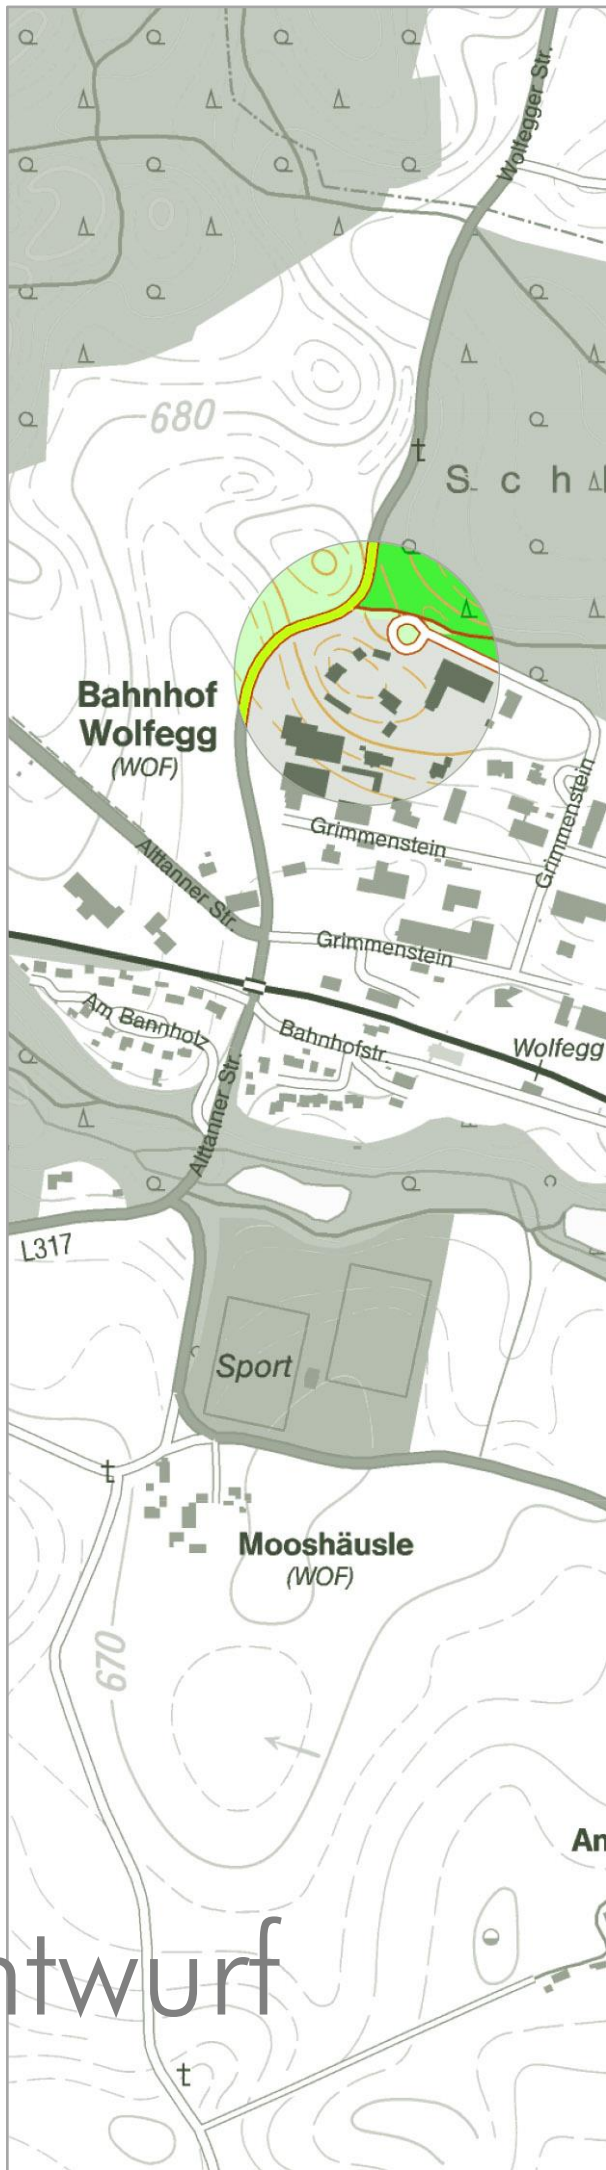 Wolfegger Str.
680
S c h
Bahnhof
Wolfegg
(WOF)
Grimmenstein
Grimmenstein
Alttanner Str.
Grimmenstein
Am Bannholz
Bahnhofstr.
Wolfegg
Alttanner Str.
L317
Sport
Mooshäusle
(WOF)
670
An
ntwurf